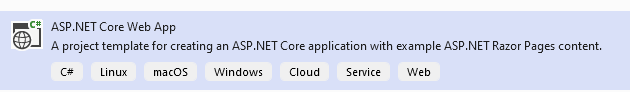 C#
ASP.NET Core Web App
A project template for creating an ASP.NET Core application with example ASP.NET Razor Pages content.
C# Linux macOS Windows Cloud Service Web